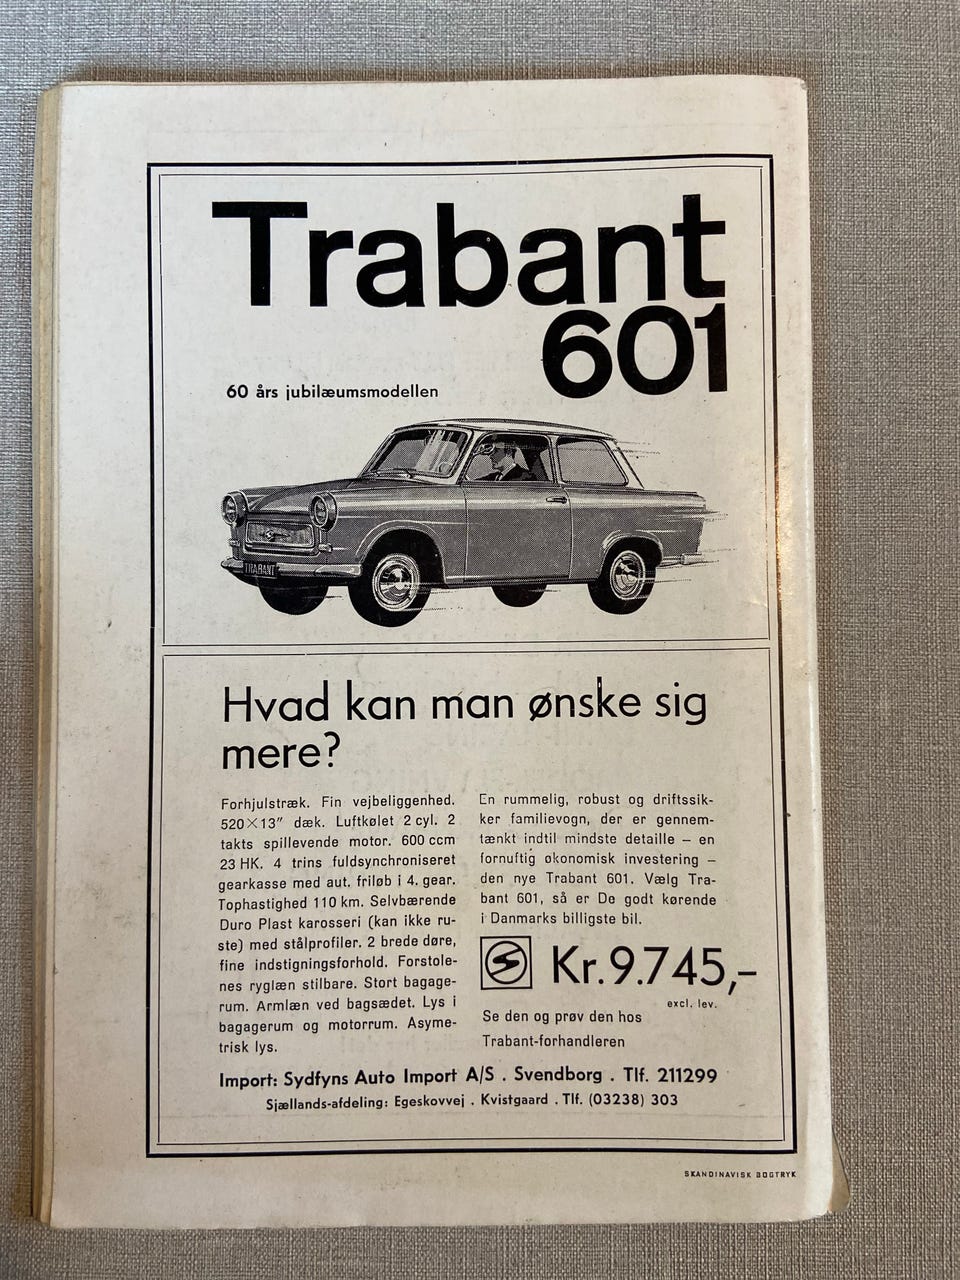 Trabant
601
60 års jubilæumsmodellen
TRABANT
Hvad kan man ønske sig
mere?
Forhjulstræk. Fin vejbeliggenhed.
520×13" dæk. Luftkølet 2 cyl. 2
takts spillevende motor. 600 ccm
23 HK. 4 trins fuldsynchroniseret
gearkasse med aut. friløb i 4. gear.
Tophastighed 110 km. Selvbærende
Duro Plast karosseri (kan ikke ru-
ste) med stålprofiler. 2 brede døre,
fine indstigningsforhold. Forstole-
nes ryglæn stilbare. Stort bagage-
rum. Armlæn ved bagsædet. Lys i
bagagerum og motorrum. Asyme-
trisk lys.
En rummelig, robust og driftssik-
ker familievogn, der er gennem-
tænkt indtil mindste detaille – en
fornuftig økonomisk investering –
den nye Trabant 601. Vælg Tra-
bant 601, så er De godt kørende
i Danmarks billigste bil.
Kr. 9.745,-
excl. lev.
Se den og prøv den hos
Trabant-forhandleren
Import: Sydfyns Auto Import A/S . Svendborg . Tlf. 211299
Sjællands-afdeling: Egeskovvej . Kvistgaard . Tlf. (03238) 303
SKANDINAVISK BOGTRYK